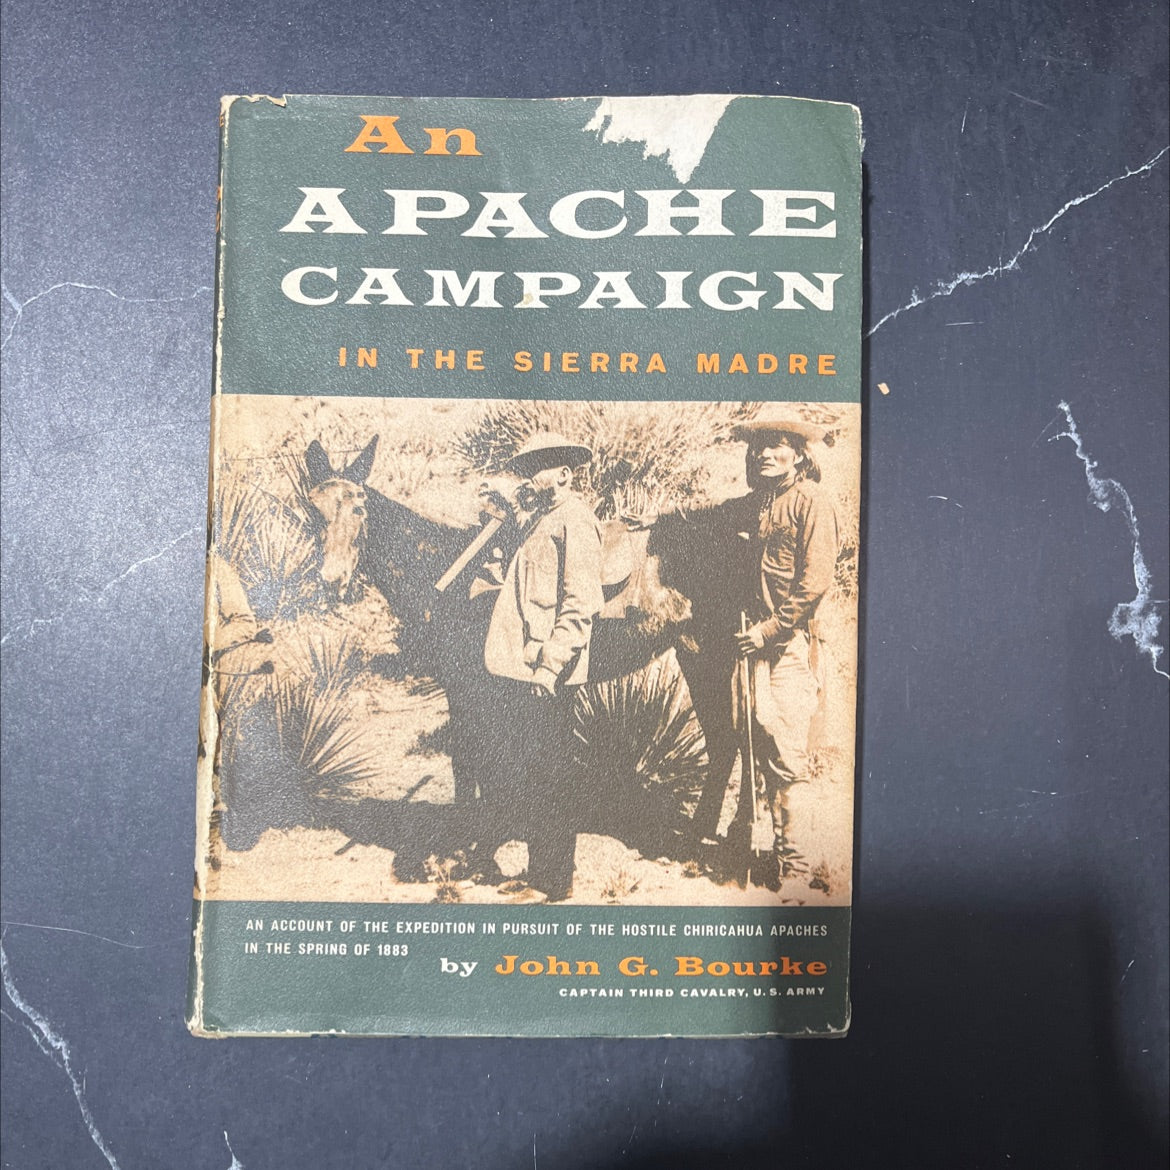 An
APACHE
CAMPAIGN
IN THE SIERRA MADRE
AN ACCOUNT OF THE EXPEDITION IN PURSUIT OF THE HOSTILE CHIRICAHUA APACHES
IN THE SPRING OF 1883
by John G. Bourke
CAPTAIN THIRD CAVALRY, U. S. ARMY